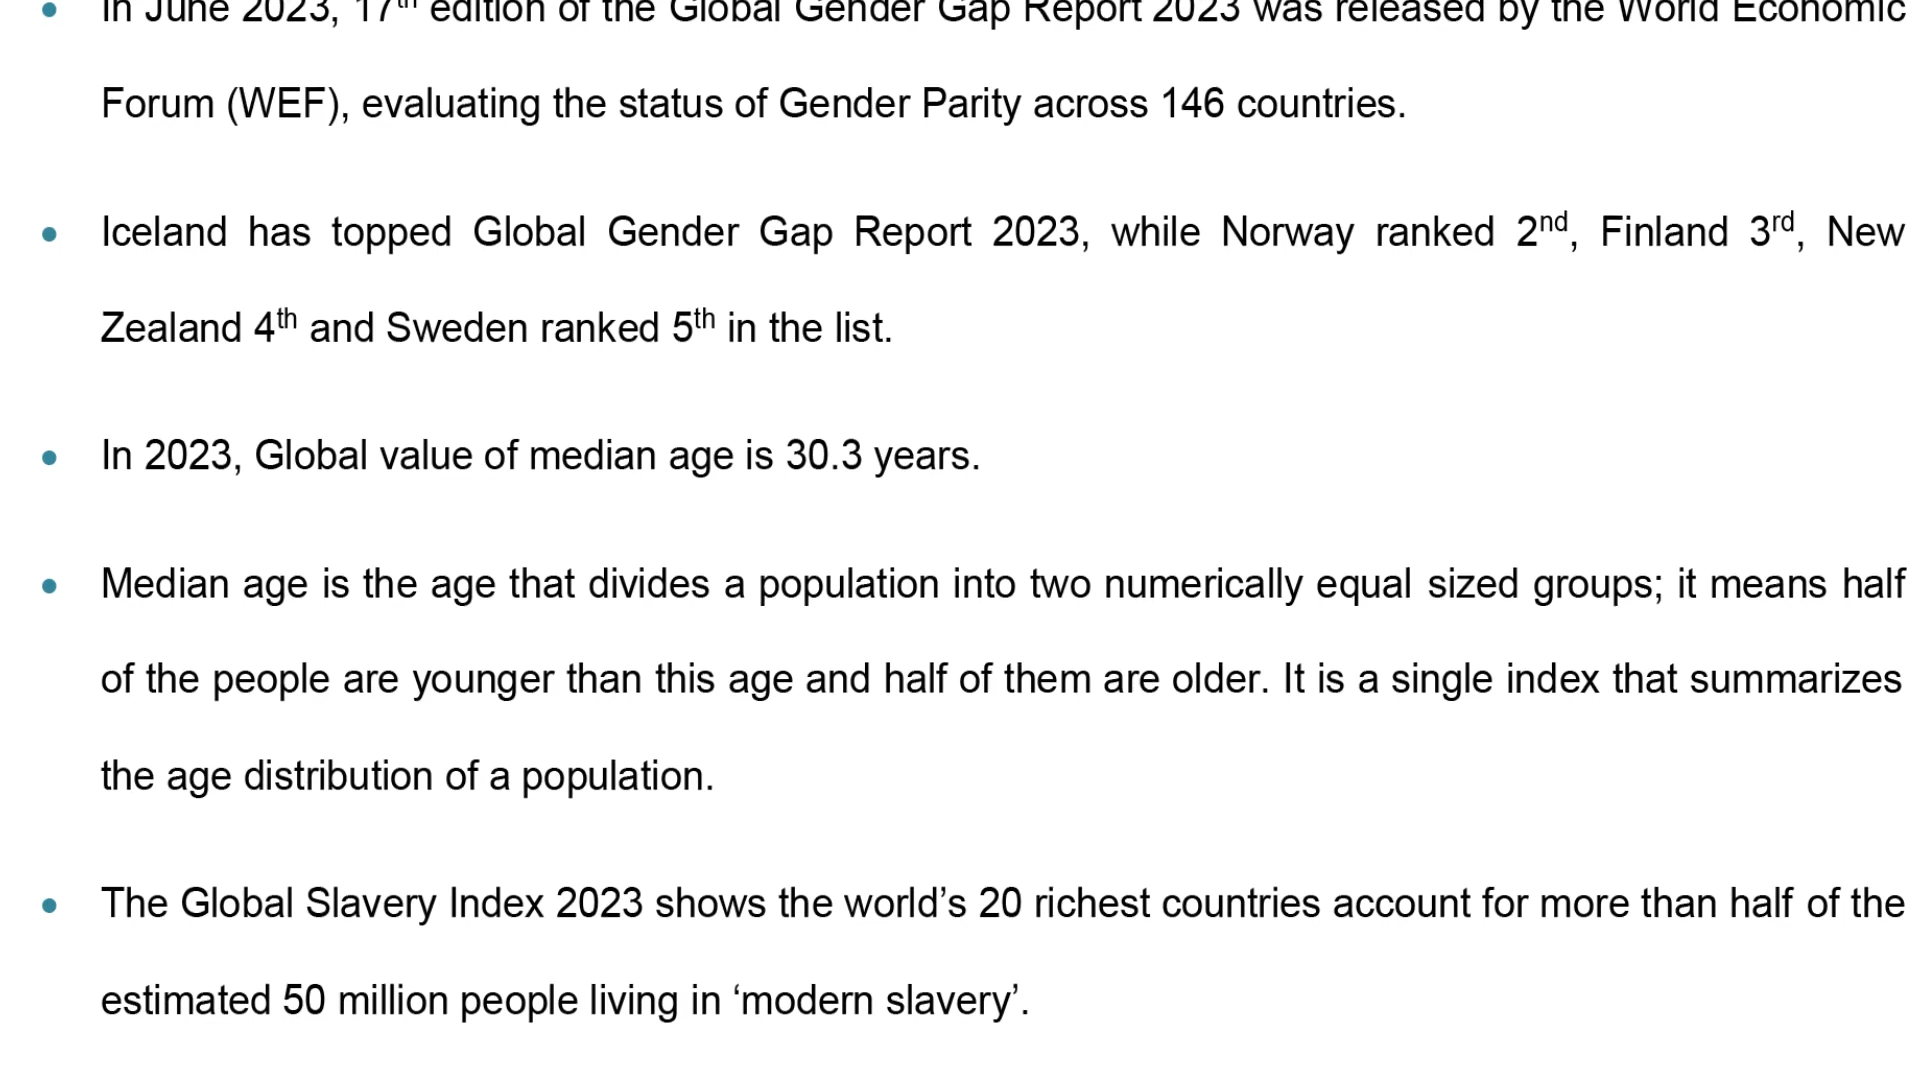 In June 2023, 17th edition of the Global Gender Gap Report 2023 was released by the World Economic
Forum (WEF), evaluating the status of Gender Parity across 146 countries.
Iceland has topped Global Gender Gap Report 2023, while Norway ranked 2nd, Finland 3rd, New
Zealand 4th and Sweden ranked 5th in the list.
In 2023, Global value of median age is 30.3 years.
Median age is the age that divides a population into two numerically equal sized groups; it means half
of the people are younger than this age and half of them are older. It is a single index that summarizes
the age distribution of a population.
The Global Slavery Index 2023 shows the world’s 20 richest countries account for more than half of the
estimated 50 million people living in ‘modern slavery’.